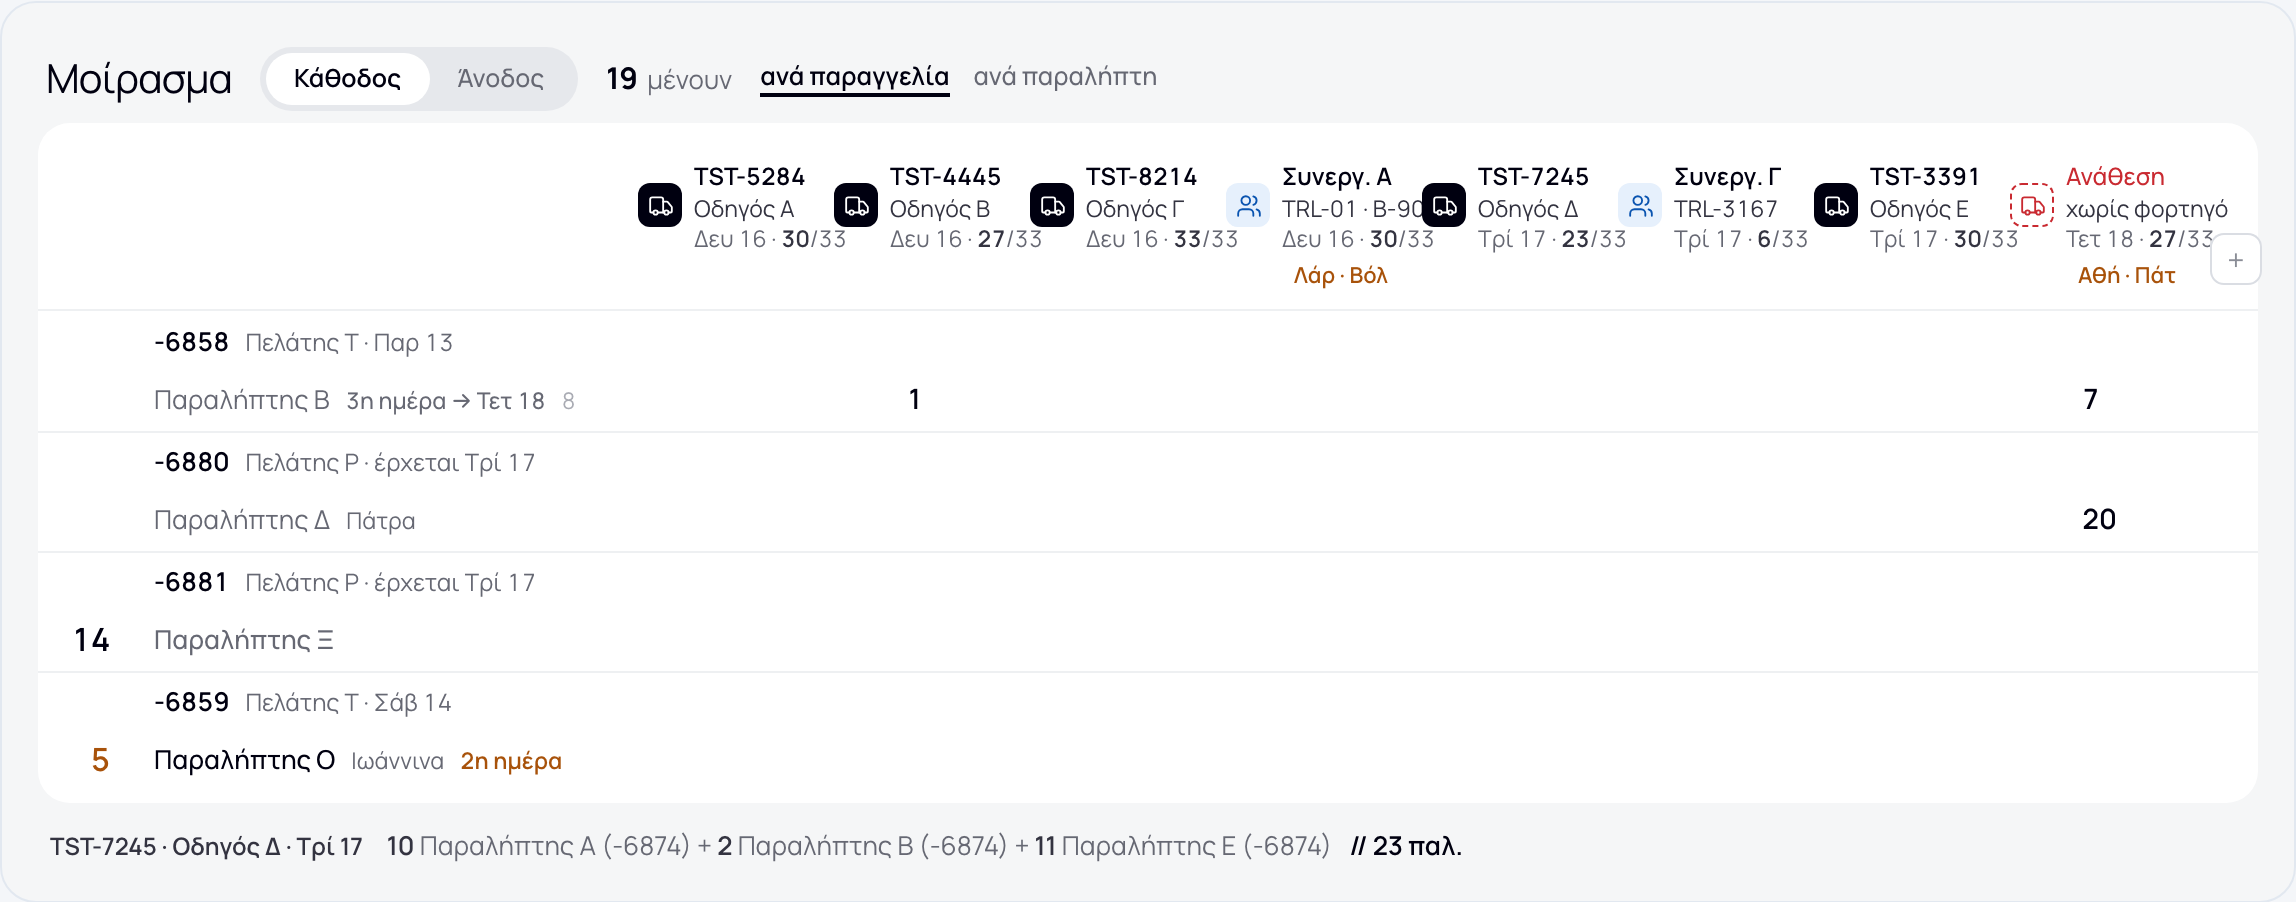 Μοίρασμα Κάθοδος Άνοδος 19 μένουν ανά παραγγελία ανά παραλήπτη
TST-5284 TST-4445 TST-8214 Συνεργ. Α TST-7245 Συνεργ. Γ TST-3391 Ανάθεση
Οδηγός Α Οδηγός Β Οδηγός Γ TRL-01 · B-90 Οδηγός Δ TRL-3167 Οδηγός Ε χωρίς φορτηγό
Δευ 16 · 30/33 Δευ 16 · 27/33 Δευ 16 · 33/33 Δευ 16 · 30/33 Τρί 17 · 23/33 Τρί 17 · 6/33 Τρί 17 · 30/33 Τετ 18 · 27/33
+
Λάρ · Βόλ Αθή · Πάτ
-6858 Πελάτης Τ · Παρ 13
Παραλήπτης Β 3η ημέρα → Τετ 18 8 1 7
-6880 Πελάτης Ρ · έρχεται Τρί 17
Παραλήπτης Δ Πάτρα 20
-6881 Πελάτης Ρ · έρχεται Τρί 17
14 Παραλήπτης Ξ
-6859 Πελάτης Τ · Σάβ 14
5 Παραλήπτης Ο Ιωάννινα 2η ημέρα
TST-7245 · Οδηγός Δ · Τρί 17 10 Παραλήπτης Α (-6874) + 2 Παραλήπτης Β (-6874) + 11 Παραλήπτης Ε (-6874) // 23 παλ.